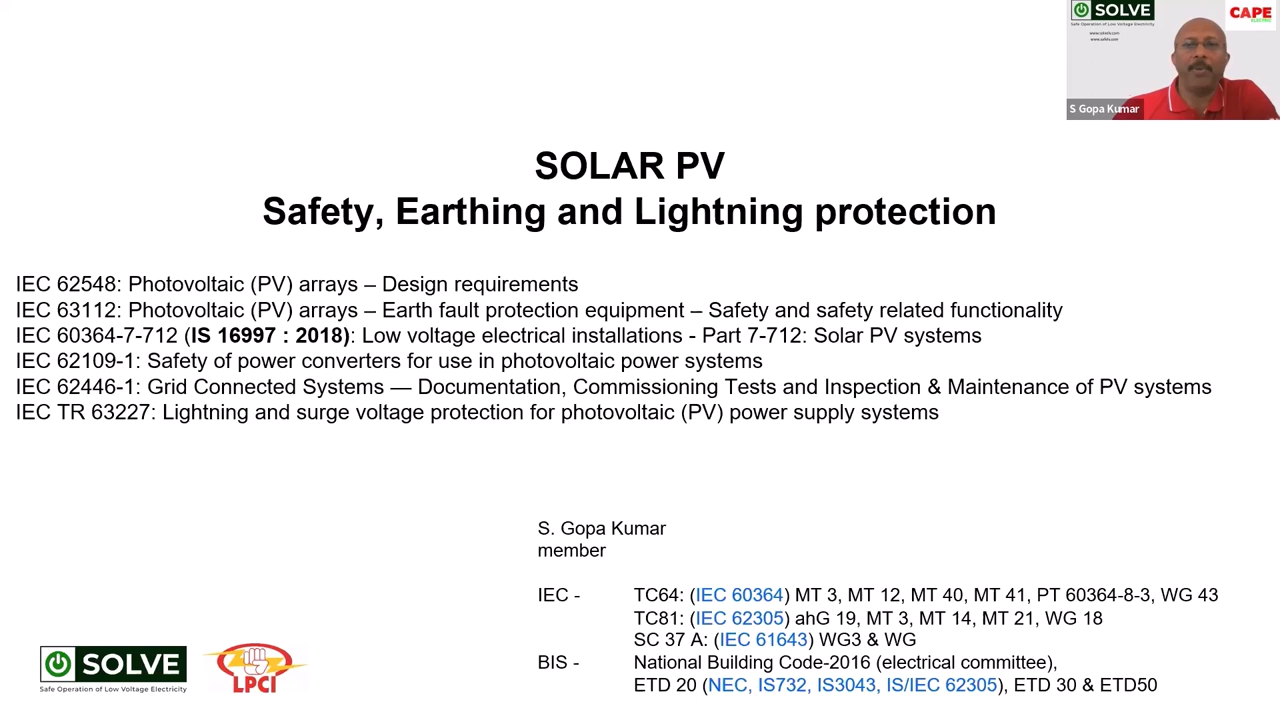 SOLVE
Safe Operation of Low Voltage Electricity
CAPE
ELECTRIC
S Gopa Kumar
SOLAR PV
Safety, Earthing and Lightning protection
IEC 62548: Photovoltaic (PV) arrays – Design requirements
IEC 63112: Photovoltaic (PV) arrays – Earth fault protection equipment – Safety and safety related functionality
IEC 60364-7-712 (IS 16997 : 2018): Low voltage electrical installations - Part 7-712: Solar PV systems
IEC 62109-1: Safety of power converters for use in photovoltaic power systems
IEC 62446-1: Grid Connected Systems — Documentation, Commissioning Tests and Inspection & Maintenance of PV systems
IEC TR 63227: Lightning and surge voltage protection for photovoltaic (PV) power supply systems
S. Gopa Kumar
member
IEC - TC64: (IEC 60364) MT 3, MT 12, MT 40, MT 41, PT 60364-8-3, WG 43
TC81: (IEC 62305) ahG 19, MT 3, MT 14, MT 21, WG 18
SC 37 A: (IEC 61643) WG3 & WG
BIS - National Building Code-2016 (electrical committee),
ETD 20 (NEC, IS732, IS3043, IS/IEC 62305), ETD 30 & ETD50
SOLVE
Safe Operation of Low Voltage Electricity
LPCI